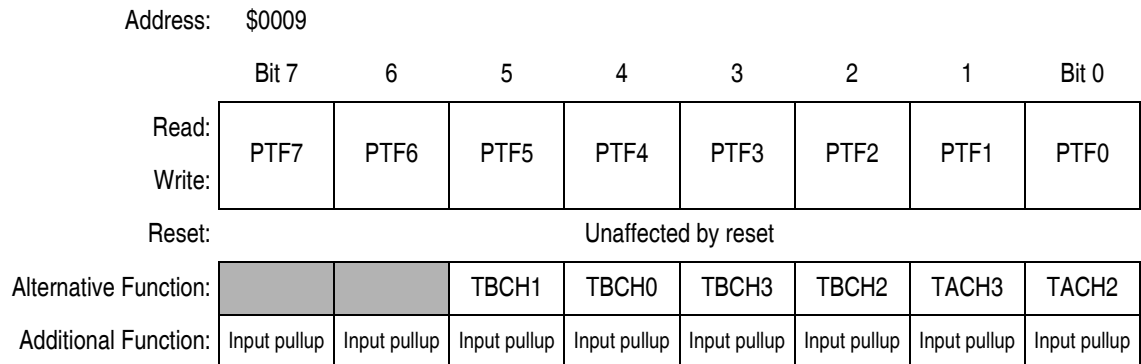 Address: $0009
Bit 7 6 5 4 3 2 1 Bit 0
Read:
PTF7 PTF6 PTF5 PTF4 PTF3 PTF2 PTF1 PTF0
Write:
Reset: Unaffected by reset
Alternative Function: TBCH1 TBCH0 TBCH3 TBCH2 TACH3 TACH2
Additional Function: Input pullup Input pullup Input pullup Input pullup Input pullup Input pullup Input pullup Input pullup